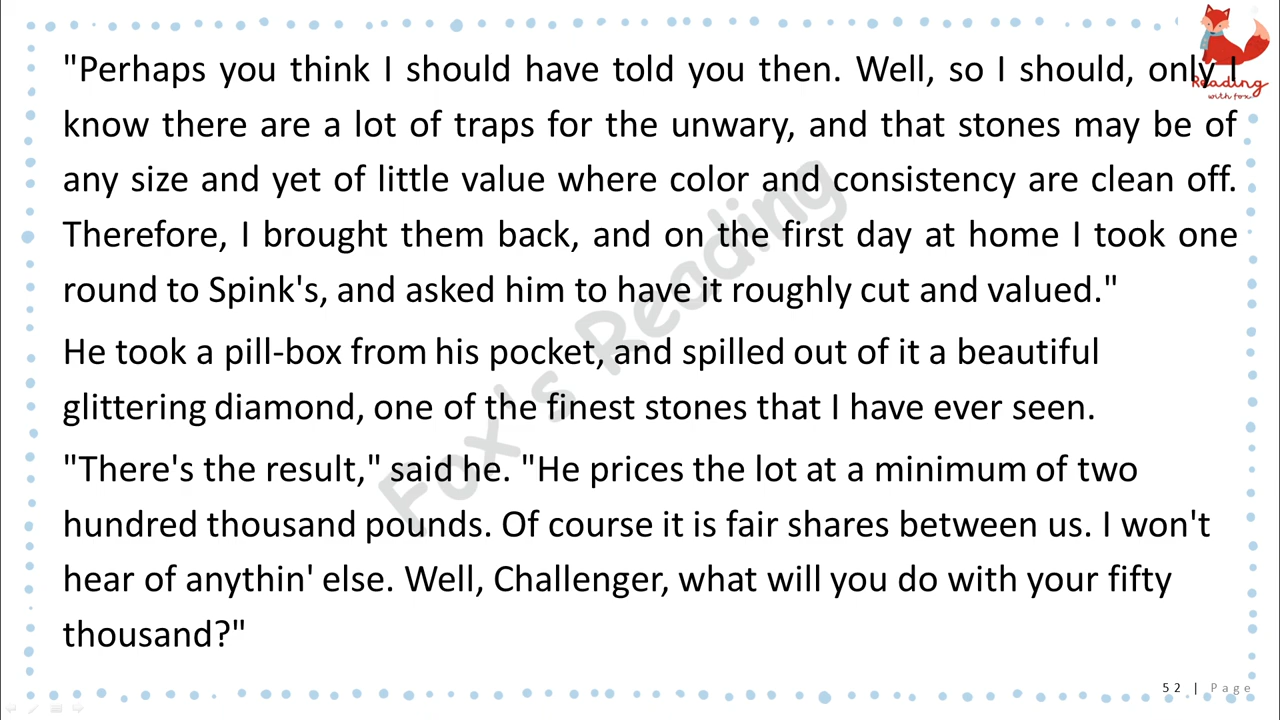 "Perhaps you think I should have told you then. Well, so I should, only I
know there are a lot of traps for the unwary, and that stones may be of
any size and yet of little value where color and consistency are clean off.
Therefore, I brought them back, and on the first day at home I took one
round to Spink's, and asked him to have it roughly cut and valued."
He took a pill-box from his pocket, and spilled out of it a beautiful
glittering diamond, one of the finest stones that I have ever seen.
"There's the result," said he. "He prices the lot at a minimum of two
hundred thousand pounds. Of course it is fair shares between us. I won't
hear of anythin' else. Well, Challenger, what will you do with your fifty
thousand?"
Reading
with fox
Fox's Reading
52 | Page